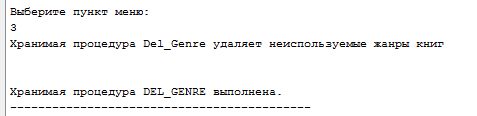 Выберите пункт меню:
3
Хранимая процедура Del_Genre удаляет неиспользуемые жанры книг
Хранимая процедура DEL_GENRE выполнена.
-------------------------------------------